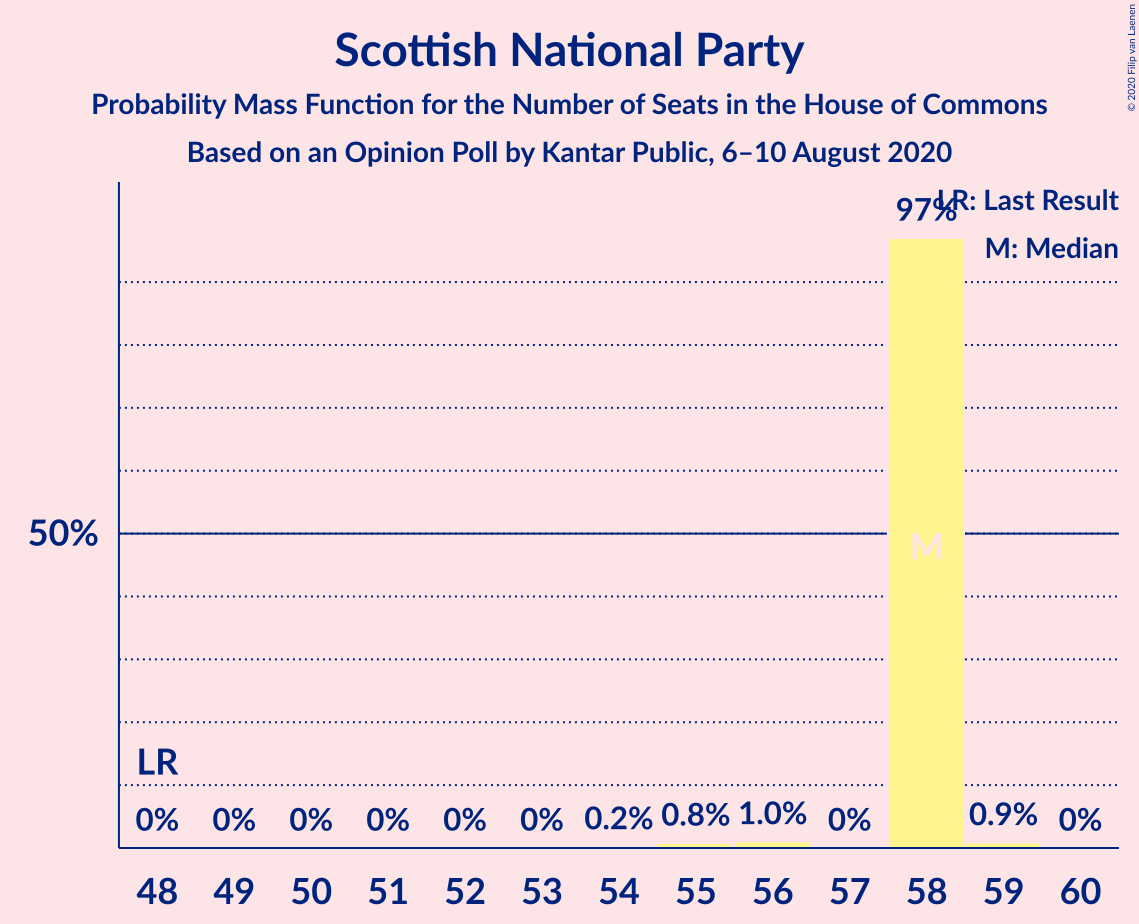 Scottish National Party
Probability Mass Function for the Number of Seats in the House of Commons
Based on an Opinion Poll by Kantar Public, 6–10 August 2020
© 2020 Filip van Laenen
LR: Last Result
M: Median
97%
50%
M
LR
0% 0% 0% 0% 0% 0% 0.2% 0.8% 1.0% 0% 0.9% 0%
48 49 50 51 52 53 54 55 56 57 58 59 60